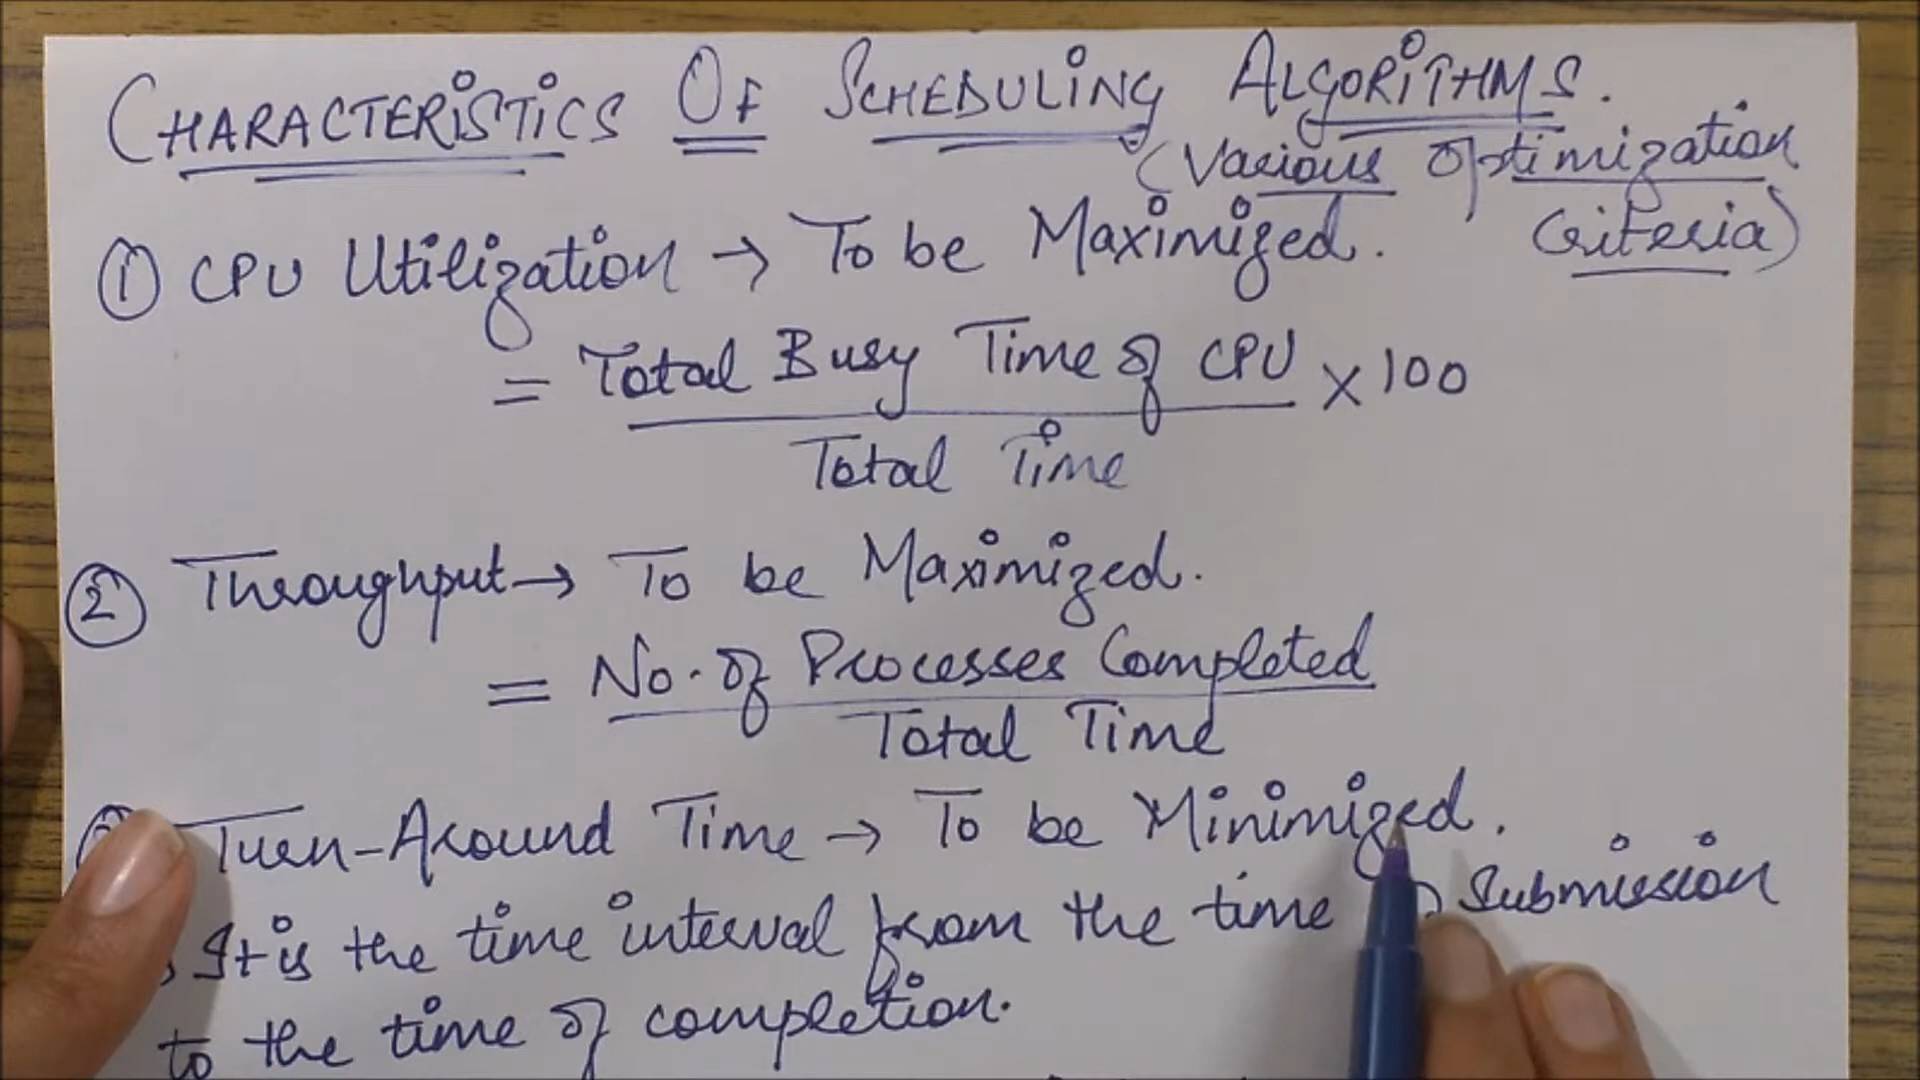 CHARACTERISTICS OF SCHEDULING ALGORITHMS.
(Various Optimization
Criteria)
① CPU Utilization → To be Maximized.
= Total Busy Time of CPU × 100
Total Time
② Throughput → To be Maximized.
= No. of Processes Completed
Total Time
Turn-Around Time → To be Minimized.
It is the time interval from the time Submission
to the time of completion.